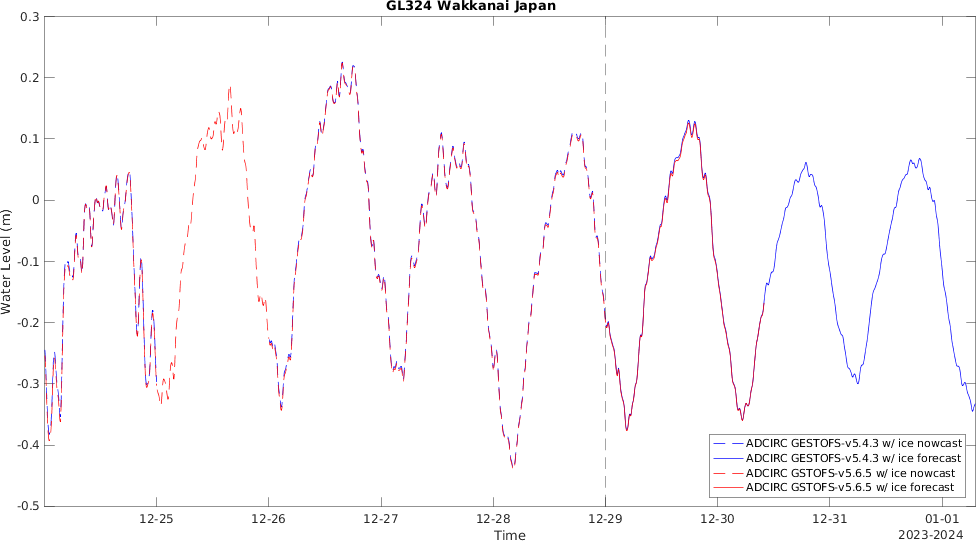 GL324 Wakkanai Japan
0.3
0.2
0.1
0
-0.1
-0.2
-0.3
-0.4
-0.5
Water Level (m)
12-25
12-26
12-27
12-28
12-29
12-30
12-31
01-01
Time
2023-2024
ADCIRC GESTOFS-v5.4.3 w/ ice nowcast
ADCIRC GESTOFS-v5.4.3 w/ ice forecast
ADCIRC GSTOFS-v5.6.5 w/ ice nowcast
ADCIRC GSTOFS-v5.6.5 w/ ice forecast